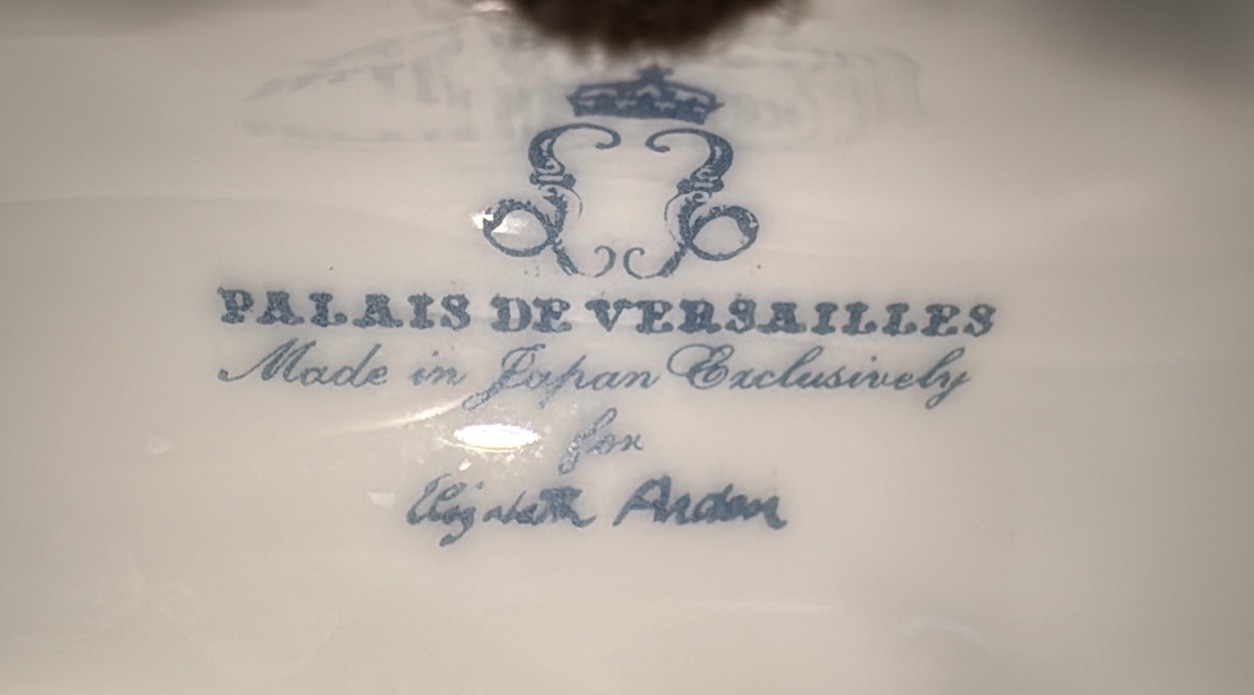 PALAIS DE VERSAILLES
Made in Japan Exclusively
for
Elizabeth Arden